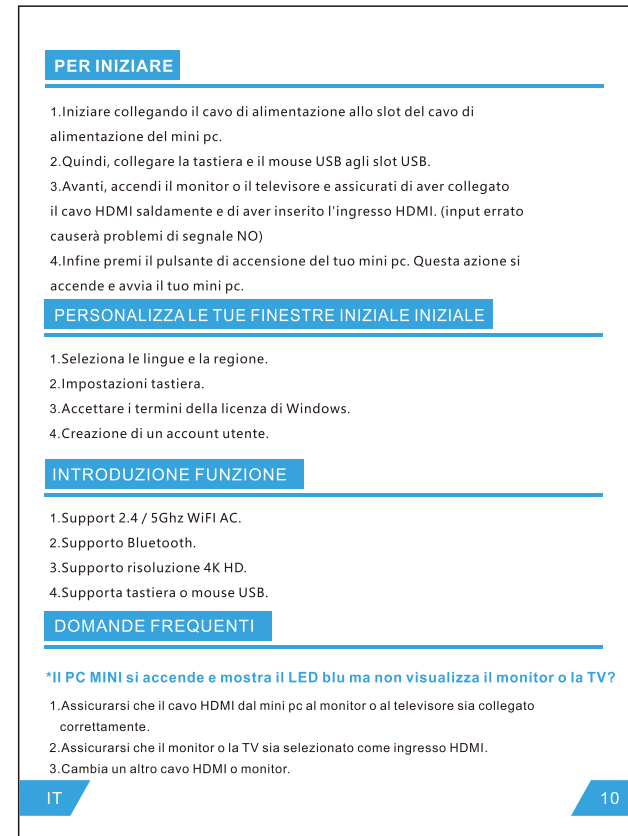 PER INIZIARE
1.Iniziare collegando il cavo di alimentazione allo slot del cavo di
alimentazione del mini pc.
2.Quindi, collegare la tastiera e il mouse USB agli slot USB.
3.Avanti, accendi il monitor o il televisore e assicurati di aver collegato
il cavo HDMI saldamente e di aver inserito l'ingresso HDMI. (input errato
causerà problemi di segnale NO)
4.Infine premi il pulsante di accensione del tuo mini pc. Questa azione si
accende e avvia il tuo mini pc.
PERSONALIZZA LE TUE FINESTRE INIZIALE INIZIALE
1.Seleziona le lingue e la regione.
2.Impostazioni tastiera.
3.Accettare i termini della licenza di Windows.
4.Creazione di un account utente.
INTRODUZIONE FUNZIONE
1.Support 2.4 / 5Ghz WiFI AC.
2.Supporto Bluetooth.
3.Supporto risoluzione 4K HD.
4.Supporta tastiera o mouse USB.
DOMANDE FREQUENTI
*Il PC MINI si accende e mostra il LED blu ma non visualizza il monitor o la TV?
1.Assicurarsi che il cavo HDMI dal mini pc al monitor o al televisore sia collegato
correttamente.
2.Assicurarsi che il monitor o la TV sia selezionato come ingresso HDMI.
3.Cambia un altro cavo HDMI o monitor.
IT
10